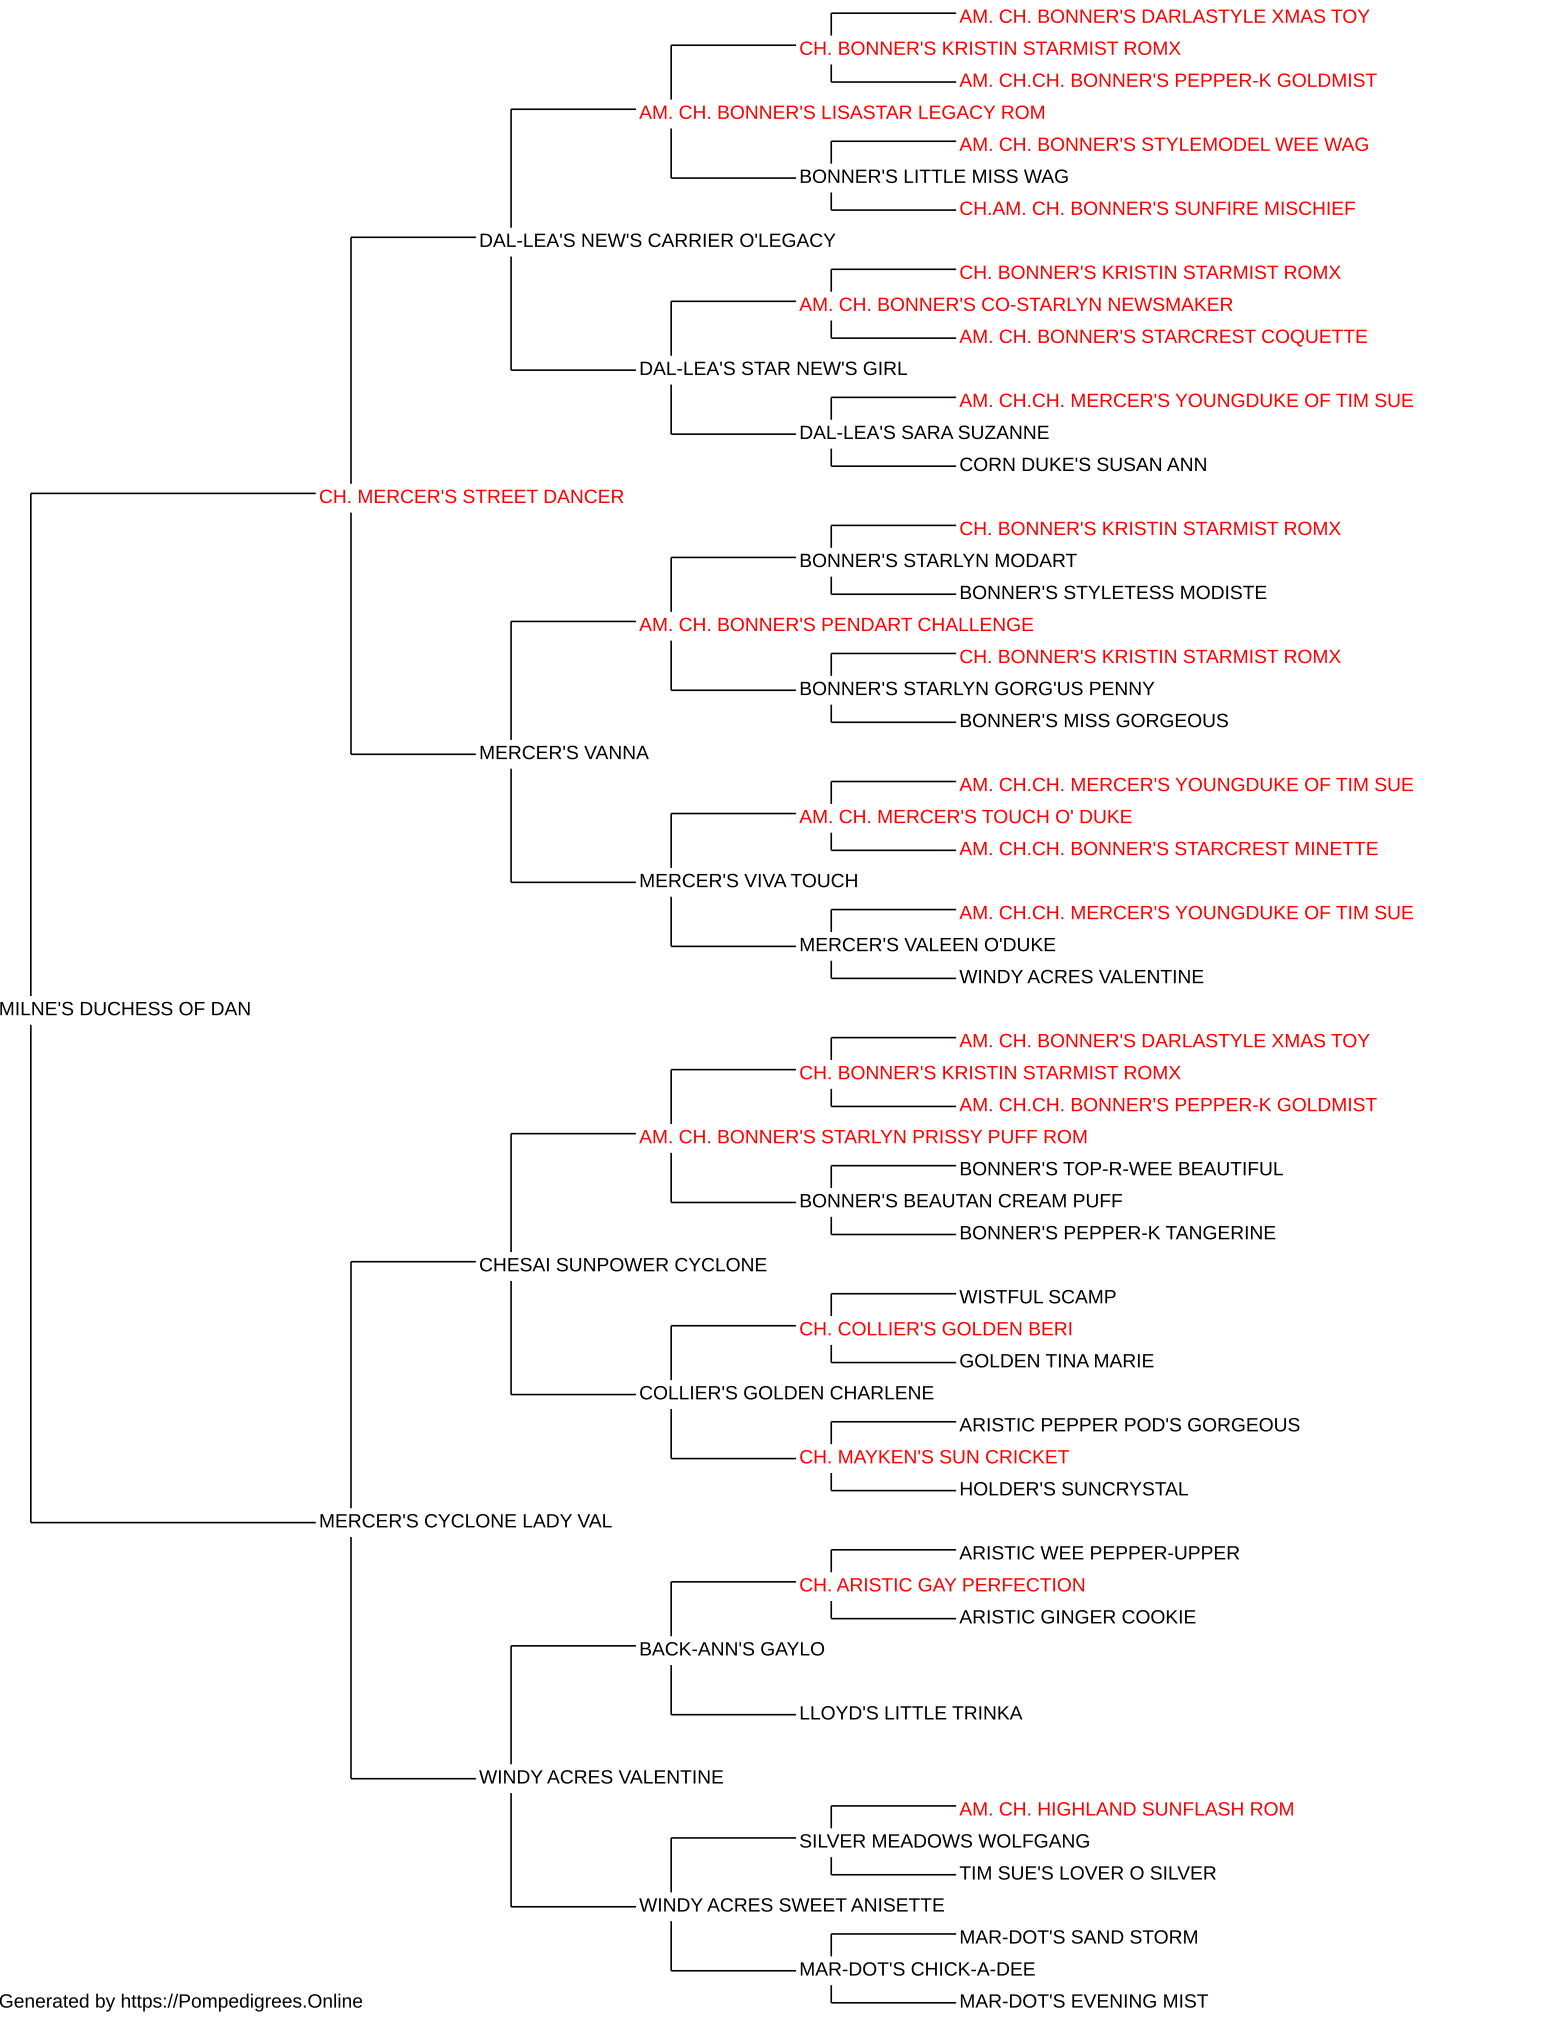 AM. CH. BONNER'S DARLASTYLE XMAS TOY
CH. BONNER'S KRISTIN STARMIST ROMX
AM. CH.CH. BONNER'S PEPPER-K GOLDMIST
AM. CH. BONNER'S LISASTAR LEGACY ROM
AM. CH. BONNER'S STYLEMODEL WEE WAG
BONNER'S LITTLE MISS WAG
CH.AM. CH. BONNER'S SUNFIRE MISCHIEF
DAL-LEA'S NEW'S CARRIER O'LEGACY
CH. BONNER'S KRISTIN STARMIST ROMX
AM. CH. BONNER'S CO-STARLYN NEWSMAKER
AM. CH. BONNER'S STARCREST COQUETTE
DAL-LEA'S STAR NEW'S GIRL
AM. CH.CH. MERCER'S YOUNGDUKE OF TIM SUE
DAL-LEA'S SARA SUZANNE
CORN DUKE'S SUSAN ANN
CH. MERCER'S STREET DANCER
CH. BONNER'S KRISTIN STARMIST ROMX
BONNER'S STARLYN MODART
BONNER'S STYLETESS MODISTE
AM. CH. BONNER'S PENDART CHALLENGE
CH. BONNER'S KRISTIN STARMIST ROMX
BONNER'S STARLYN GORG'US PENNY
BONNER'S MISS GORGEOUS
MERCER'S VANNA
AM. CH.CH. MERCER'S YOUNGDUKE OF TIM SUE
AM. CH. MERCER'S TOUCH O' DUKE
AM. CH.CH. BONNER'S STARCREST MINETTE
MERCER'S VIVA TOUCH
AM. CH.CH. MERCER'S YOUNGDUKE OF TIM SUE
MERCER'S VALEEN O'DUKE
WINDY ACRES VALENTINE
MILNE'S DUCHESS OF DAN
AM. CH. BONNER'S DARLASTYLE XMAS TOY
CH. BONNER'S KRISTIN STARMIST ROMX
AM. CH.CH. BONNER'S PEPPER-K GOLDMIST
AM. CH. BONNER'S STARLYN PRISSY PUFF ROM
BONNER'S TOP-R-WEE BEAUTIFUL
BONNER'S BEAUTAN CREAM PUFF
BONNER'S PEPPER-K TANGERINE
CHESAI SUNPOWER CYCLONE
WISTFUL SCAMP
CH. COLLIER'S GOLDEN BERI
GOLDEN TINA MARIE
COLLIER'S GOLDEN CHARLENE
ARISTIC PEPPER POD'S GORGEOUS
CH. MAYKEN'S SUN CRICKET
HOLDER'S SUNCRYSTAL
MERCER'S CYCLONE LADY VAL
ARISTIC WEE PEPPER-UPPER
CH. ARISTIC GAY PERFECTION
ARISTIC GINGER COOKIE
BACK-ANN'S GAYLO
LLOYD'S LITTLE TRINKA
WINDY ACRES VALENTINE
AM. CH. HIGHLAND SUNFLASH ROM
SILVER MEADOWS WOLFGANG
TIM SUE'S LOVER O SILVER
WINDY ACRES SWEET ANISETTE
MAR-DOT'S SAND STORM
MAR-DOT'S CHICK-A-DEE
MAR-DOT'S EVENING MIST
Generated by https://Pompedigrees.Online